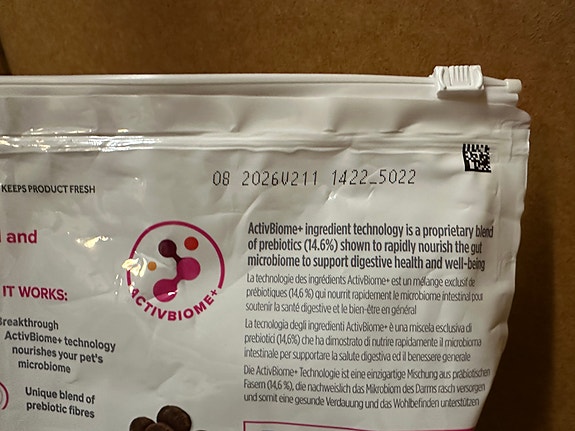 KEEPS PRODUCT FRESH
08 2026V211 1422_5022
and
IT WORKS:
Breakthrough
ActivBiome+ technology
nourishes your pet's
microbiome
Unique blend of
prebiotic fibres
ACTIVBIOME+
ActivBiome+ ingredient technology is a proprietary blend
of prebiotics (14.6%) shown to rapidly nourish the gut
microbiome to support digestive health and well-being
La technologie des ingrédients ActivBiome+ est un mélange exclusif de
prébiotiques (14,6 %) qui nourrit rapidement le microbiome intestinal pour
soutenir la santé digestive et le bien-être en général
La tecnologia degli ingredienti ActivBiome+ è una miscela esclusiva di
prebiotici (14,6%) che ha dimostrato di nutrire rapidamente il microbioma
intestinale per supportare la salute digestiva ed il benessere generale
Die ActivBiome+ Technologie ist eine einzigartige Mischung aus präbiotischen
Fasern (14,6 %), die nachweislich das Mikrobiom des Darms rasch versorgen
und somit eine gesunde Verdauung und das Wohlbefinden unterstützen